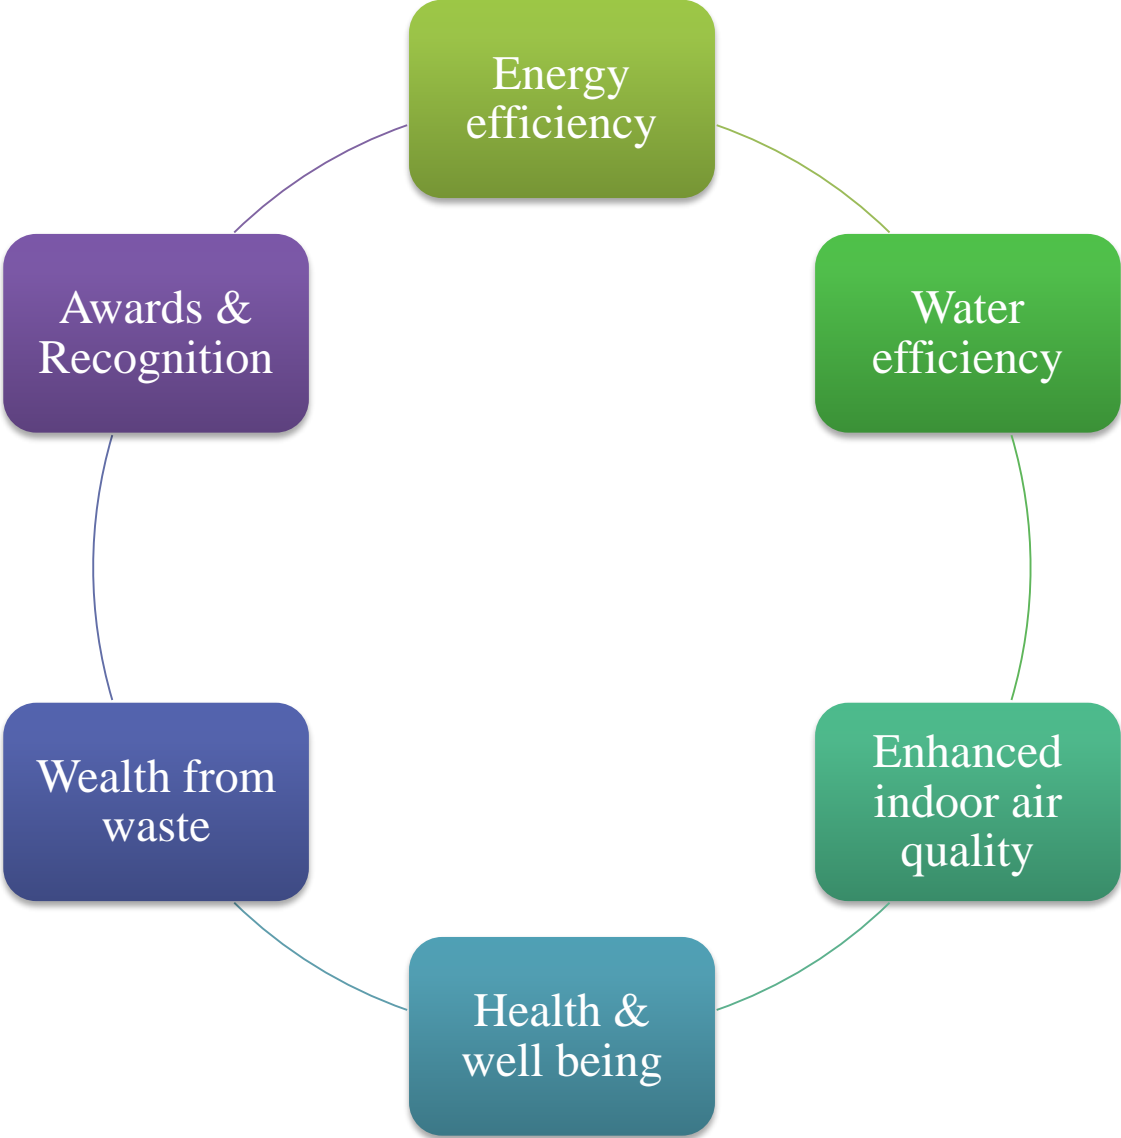 Energy
efficiency
Water
efficiency
Enhanced
indoor air
quality
Health &
well being
Wealth from
waste
Awards &
Recognition